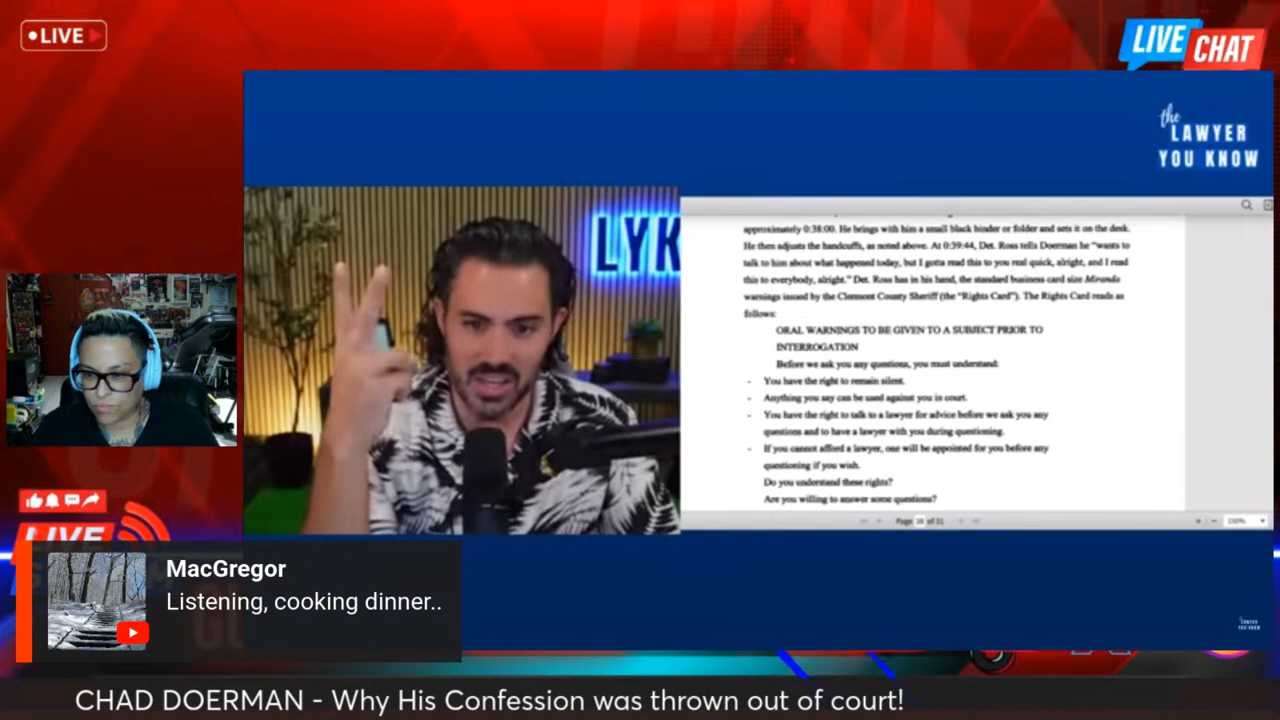 LIVE
LIVE
CHAT
the
LAWYER
YOU KNOW
LYK
approximately 0:38:00. He brings with him a small black binder or folder and sets it on the desk.
He then adjusts the handcuffs, as noted above. At 0:39:44, Det. Ross tells Doerman he "wants to
talk to him about what happened today, but I gotta read this to you real quick, alright, and I read
this to everybody, alright." Det. Ross has in his hand, the standard business card size Miranda
warnings issued by the Clermont County Sheriff (the "Rights Card"). The Rights Card reads as
follows:
ORAL WARNINGS TO BE GIVEN TO A SUBJECT PRIOR TO
INTERROGATION
Before we ask you any questions, you must understand:
- You have the right to remain silent.
- Anything you say can be used against you in court.
- You have the right to talk to a lawyer for advice before we ask you any
questions and to have a lawyer with you during questioning.
- If you cannot afford a lawyer, one will be appointed for you before any
questioning if you wish.
Do you understand these rights?
Are you willing to answer some questions?
Page 16 of 31
150%
LIVE
MacGregor
Listening, cooking dinner..
LAWYER
YOU KNOW
CHAD DOERMAN - Why His Confession was thrown out of court!